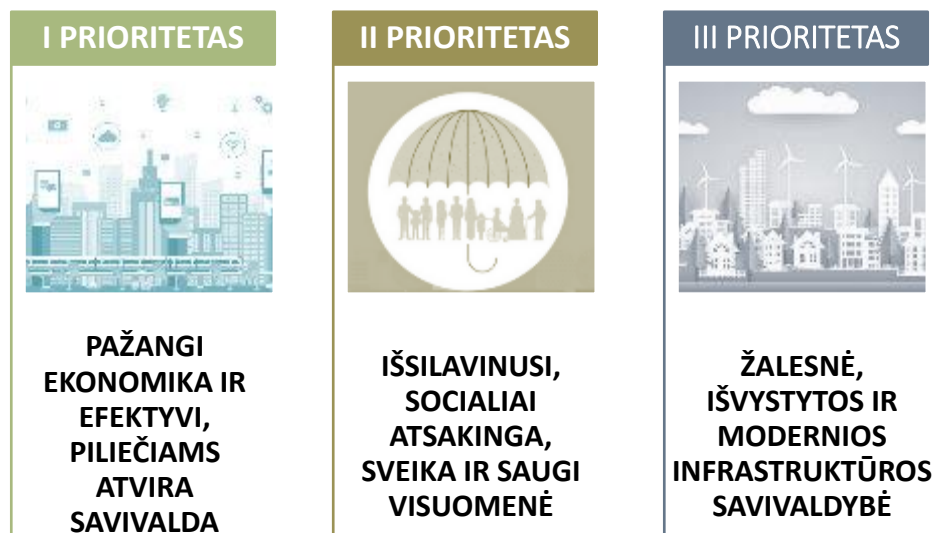 I PRIORITETAS
PAŽANGI
EKONOMIKA IR
EFEKTYVI,
PILIEČIAMS
ATVIRA
SAVIVALDA
II PRIORITETAS
IŠSILAVINUSI,
SOCIALIAI
ATSAKINGA,
SVEIKA IR SAUGI
VISUOMENĖ
III PRIORITETAS
ŽALESNĖ,
IŠVYSTYTOS IR
MODERNIOS
INFRASTRUKTŪROS
SAVIVALDYBĖ